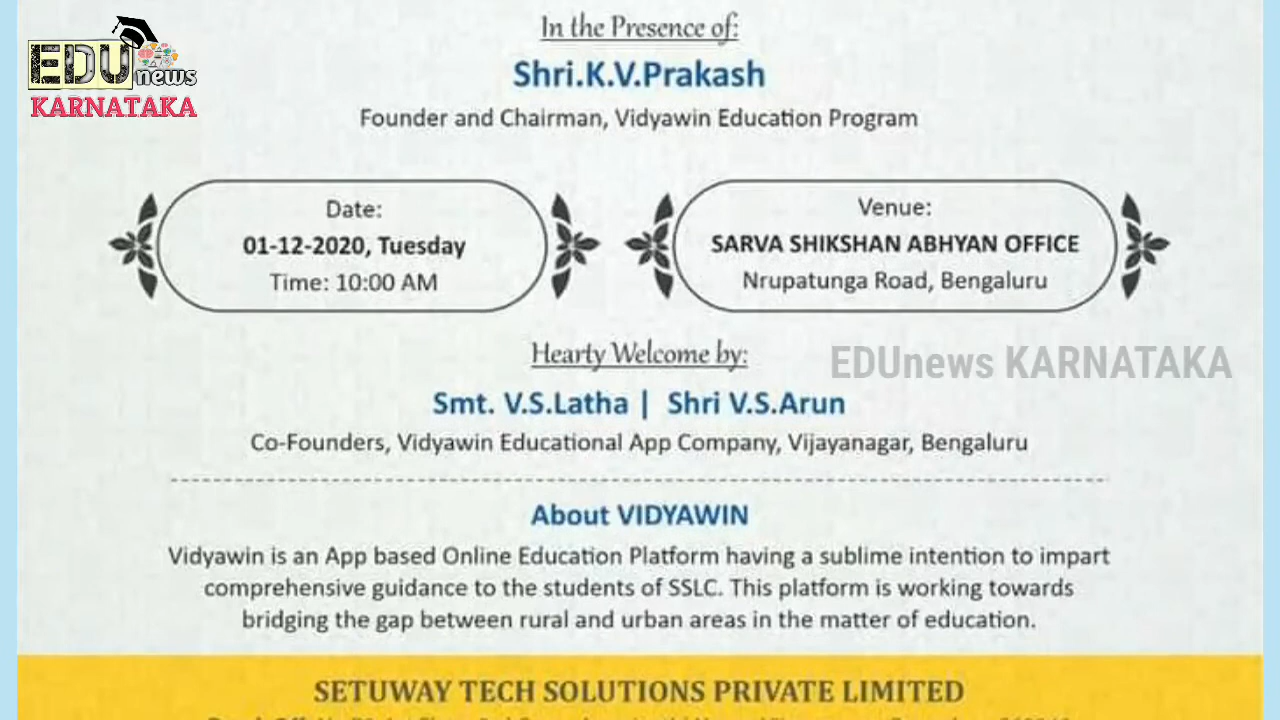 EDU news
KARNATAKA
In the Presence of:
Shri.K.V.Prakash
Founder and Chairman, Vidyawin Education Program
Date:
01-12-2020, Tuesday
Time: 10:00 AM
Venue:
SARVA SHIKSHAN ABHYAN OFFICE
Nrupatunga Road, Bengaluru
Hearty Welcome by:
EDUnews KARNATAKA
Smt. V.S.Latha | Shri V.S.Arun
Co-Founders, Vidyawin Educational App Company, Vijayanagar, Bengaluru
About VIDYAWIN
Vidyawin is an App based Online Education Platform having a sublime intention to impart
comprehensive guidance to the students of SSLC. This platform is working towards
bridging the gap between rural and urban areas in the matter of education.
SETUWAY TECH SOLUTIONS PRIVATE LIMITED